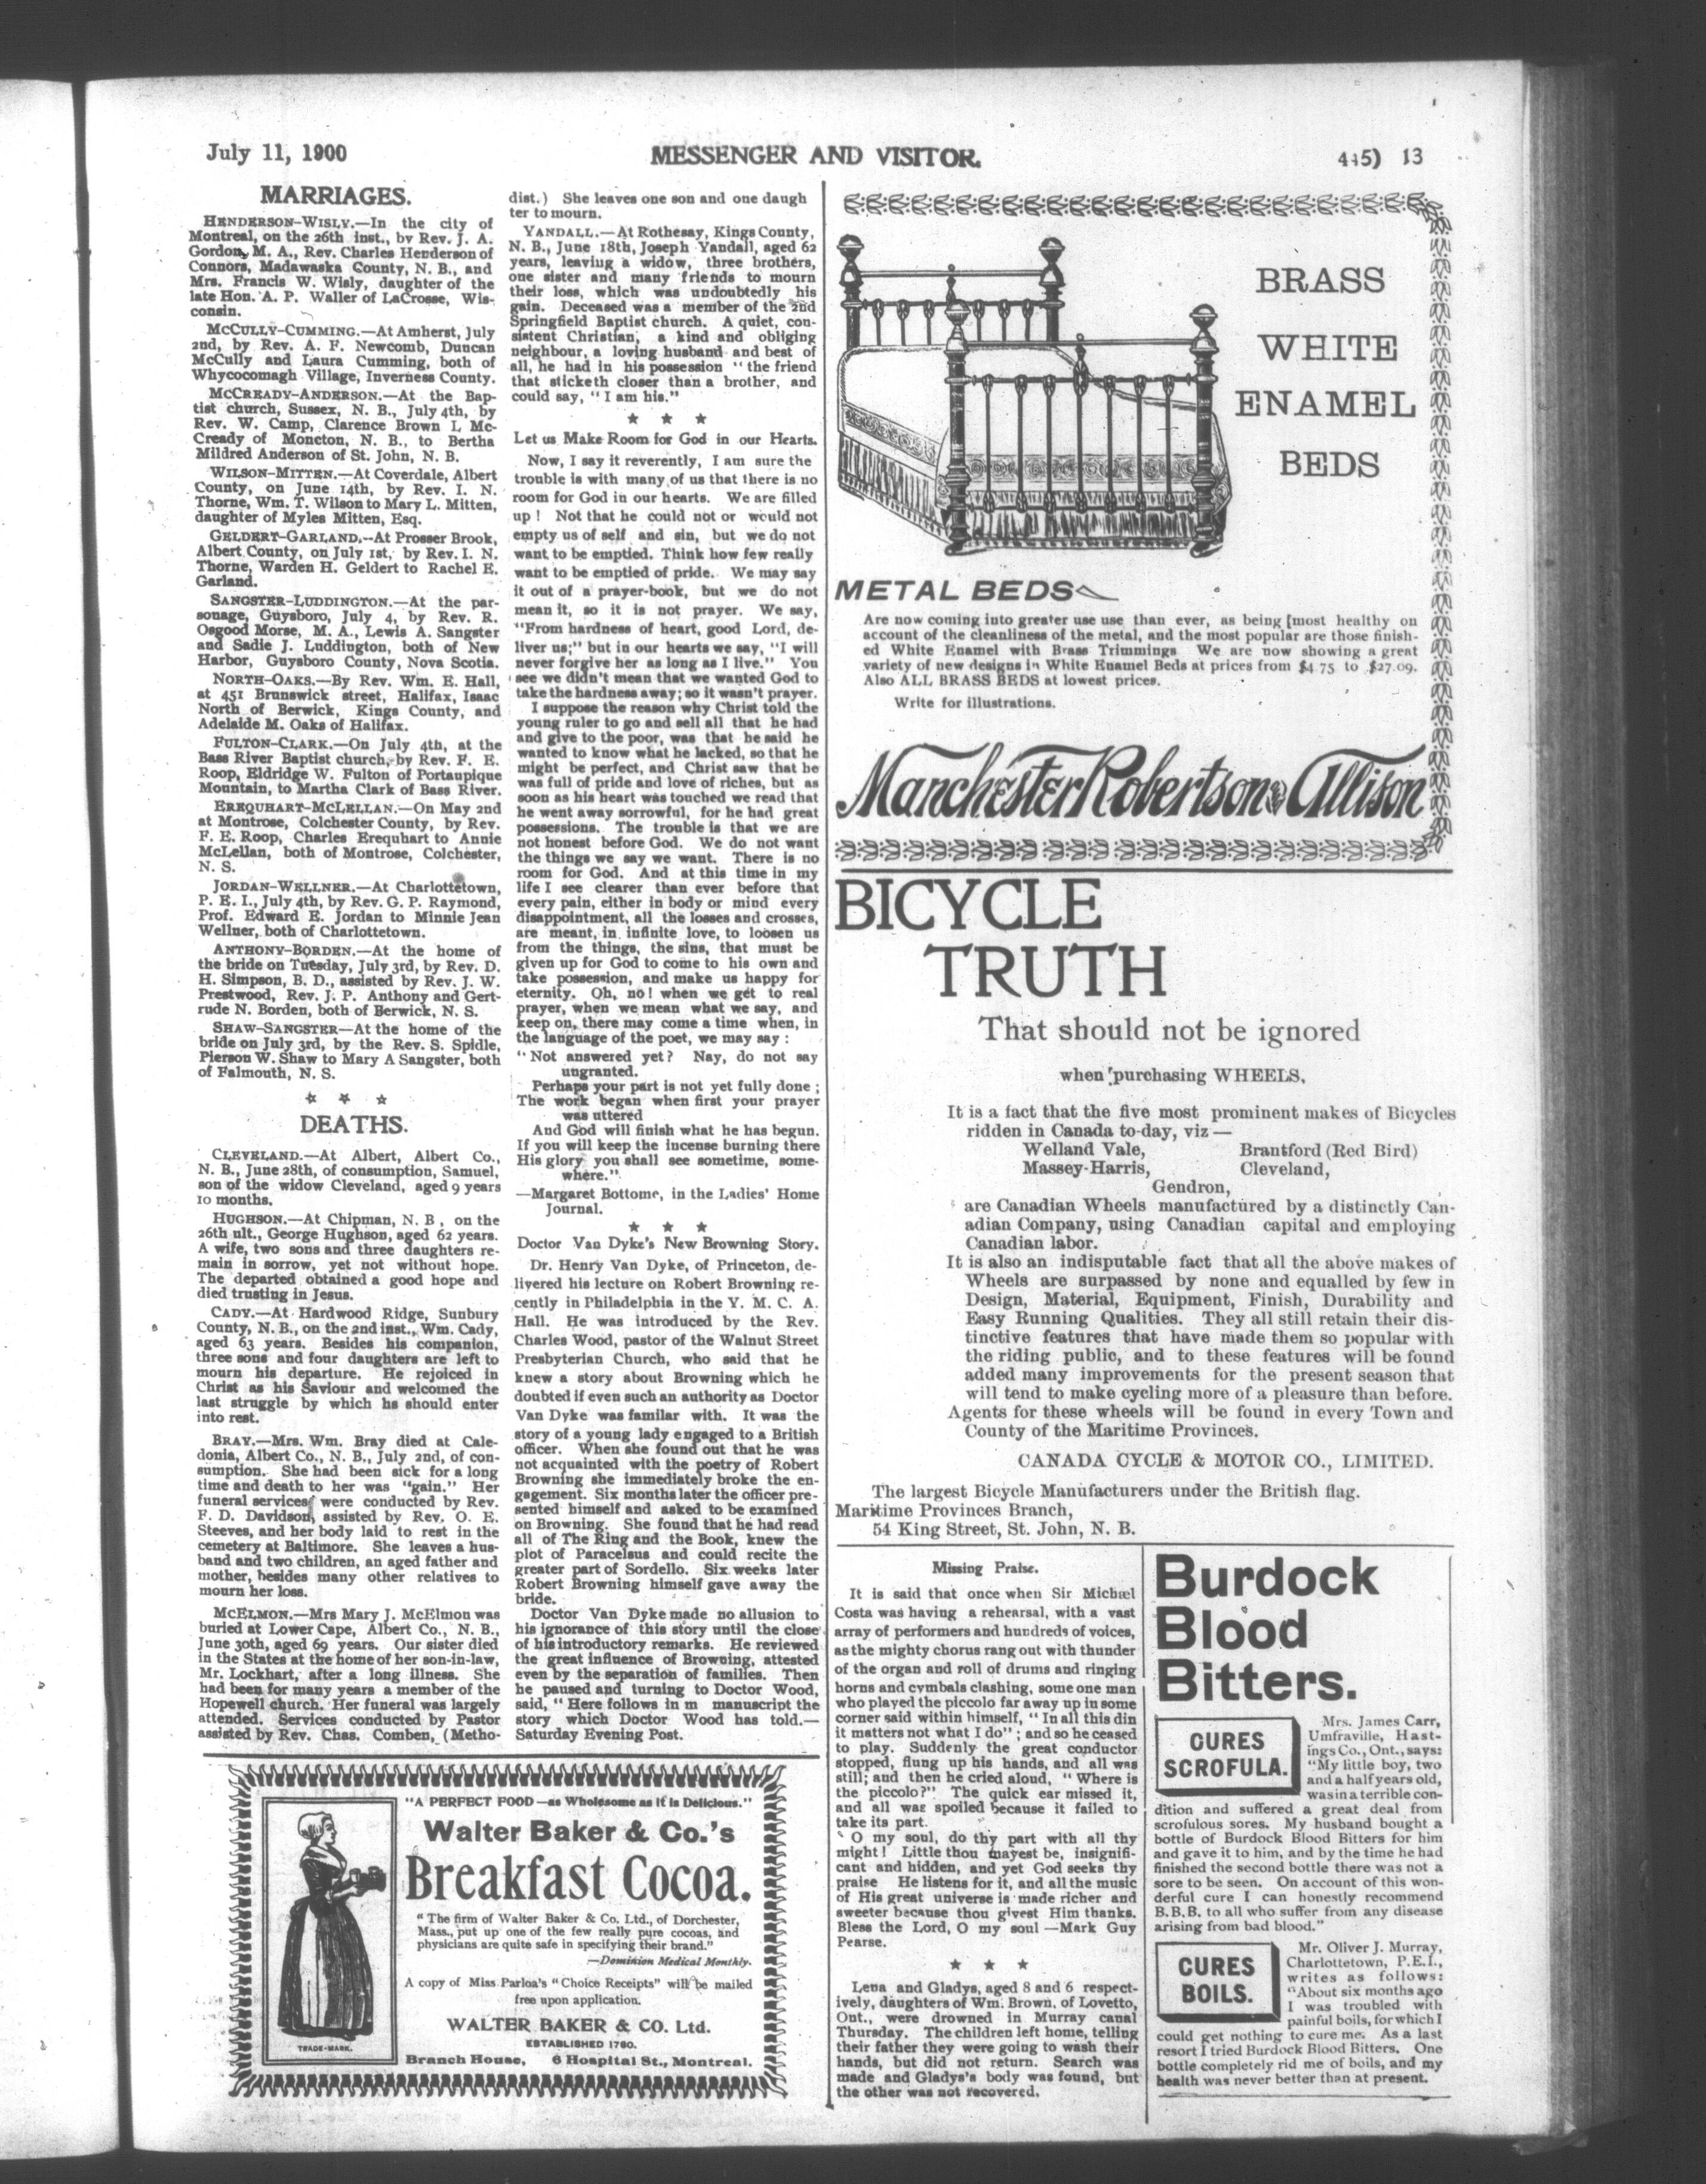 July 11, 1900
MESSENGER AND VISITOR.
445) 13
MARRIAGES.
HENDERSON-WISLY.—In the city of
Montreal, on the 26th inst., by Rev. J. A.
Gordon, M. A., Rev. Charles Henderson of
Connors, Madawaska County, N. B., and
Mrs. Francis W. Wisly, daughter of the
late Hon. A. P. Waller of LaCrosse, Wis-
consin.
MCCULLY-CUMMING.—At Amherst, July
2nd, by Rev. A. F. Newcomb, Duncan
McCully and Laura Cumming, both of
Whycocomagh Village, Inverness County.
MCCREADY-ANDERSON.—At the Bap-
tist church, Sussex, N. B., July 4th, by
Rev. W. Camp, Clarence Brown L Mc-
Cready of Moncton, N. B., to Bertha
Mildred Anderson of St. John, N. B.
WILSON-MITTEN.—At Coverdale, Albert
County, on June 14th, by Rev. I. N.
Thorne, Wm. T. Wilson to Mary L. Mitten,
daughter of Myles Mitten, Esq.
GELDERT-GARLAND.--At Prosser Brook,
Albert County, on July 1st, by Rev. I. N.
Thorne, Warden H. Geldert to Rachel E.
Garland.
SANGSTER-LUDDINGTON.—At the par-
sonage, Guysboro, July 4, by Rev. R.
Osgood Morse, M. A., Lewis A. Sangster
and Sadie J. Luddington, both of New
Harbor, Guysboro County, Nova Scotia.
NORTH-OAKS.—By Rev. Wm. E. Hall,
at 451 Brunswick street, Halifax, Isaac
North of Berwick, Kings County, and
Adelaide M. Oaks of Halifax.
FULTON-CLARK.—On July 4th, at the
Bass River Baptist church, by Rev. F. E.
Roop, Eldridge W. Fulton of Portaupique
Mountain, to Martha Clark of Bass River.
EREQUHART-MCLELLAN.—On May 2nd
at Montrose, Colchester County, by Rev.
F. E. Roop, Charles Erequhart to Annie
McLellan, both of Montrose, Colchester,
N. S.
JORDAN-WELLNER.—At Charlottetown,
P. E. I., July 4th, by Rev. G. P. Raymond,
Prof. Edward E. Jordan to Minnie Jean
Wellner, both of Charlottetown.
ANTHONY-BORDEN.—At the home of
the bride on Tuesday, July 3rd, by Rev. D.
H. Simpson, B. D., assisted by Rev. J. W.
Prestwood, Rev. J. P. Anthony and Gert-
rude N. Borden, both of Berwick, N. S.
SHAW-SANGSTER—At the home of the
bride on July 3rd, by the Rev. S. Spidle,
Pierson W. Shaw to Mary A Sangster, both
of Falmouth, N. S.
DEATHS.
CLEVELAND.—At Albert, Albert Co.,
N. B., June 28th, of consumption, Samuel,
son of the widow Cleveland, aged 9 years
10 months.
HUGHSON.—At Chipman, N. B , on the
26th ult., George Hughson, aged 62 years.
A wife, two sons and three daughters re-
main in sorrow, yet not without hope.
The departed obtained a good hope and
died trusting in Jesus.
CADY.—At Hardwood Ridge, Sunbury
County, N. B., on the 2nd inst., Wm. Cady,
aged 63 years. Besides his companion,
three sons and four daughters are left to
mourn his departure. He rejoiced in
Christ as his Saviour and welcomed the
last struggle by which he should enter
into rest.
BRAY.—Mrs. Wm. Bray died at Cale-
donia, Albert Co., N. B., July 2nd, of con-
sumption. She had been sick for a long
time and death to her was "gain." Her
funeral services were conducted by Rev.
F. D. Davidson, assisted by Rev. O. E.
Steeves, and her body laid to rest in the
cemetery at Baltimore. She leaves a hus-
band and two children, an aged father and
mother, besides many other relatives to
mourn her loss.
MCELMON.—Mrs Mary J. McElmon was
buried at Lower Cape, Albert Co., N. B.,
June 30th, aged 69 years. Our sister died
in the States at the home of her son-in-law,
Mr. Lockhart, after a long illness. She
had been for many years a member of the
Hopewell church. Her funeral was largely
attended. Services conducted by Pastor
assisted by Rev. Chas. Comben, (Metho-
dist.) She leaves one son and one daugh
ter to mourn.
YANDALL.—At Rothesay, Kings County,
N. B., June 18th, Joseph Yandall, aged 62
years, leaving a widow, three brothers,
one sister and many friends to mourn
their loss, which was undoubtedly his
gain. Deceased was a member of the 2nd
Springfield Baptist church. A quiet, con-
sistent Christian, a kind and obliging
neighbour, a loving husband and best of
all, he had in his possession "the friend
that sticketh closer than a brother, and
could say, "I am his."
Let us Make Room for God in our Hearts.
Now, I say it reverently, I am sure the
trouble is with many of us that there is no
room for God in our hearts. We are filled
up ! Not that he could not or would not
empty us of self and sin, but we do not
want to be emptied. Think how few really
want to be emptied of pride. We may say
it out of a prayer-book, but we do not
mean it, so it is not prayer. We say,
"From hardness of heart, good Lord, de-
liver us;" but in our hearts we say, "I will
never forgive her as long as I live." You
see we didn't mean that we wanted God to
take the hardness away; so it wasn't prayer.
I suppose the reason why Christ told the
young ruler to go and sell all that he had
and give to the poor, was that he said he
wanted to know what he lacked, so that he
might be perfect, and Christ saw that he
was full of pride and love of riches, but as
soon as his heart was touched we read that
he went away sorrowful, for he had great
possessions. The trouble is that we are
not honest before God. We do not want
the things we say we want. There is no
room for God. And at this time in my
life I see clearer than ever before that
every pain, either in body or mind every
disappointment, all the losses and crosses,
are meant, in infinite love, to loosen us
from the things, the sins, that must be
given up for God to come to his own and
take possession, and make us happy for
eternity. Oh, no! when we get to real
prayer, when we mean what we say, and
keep on, there may come a time when, in
the language of the poet, we may say :
"Not answered yet? Nay, do not say
ungranted.
Perhaps your part is not yet fully done ;
The work began when first your prayer
was uttered
And God will finish what he has begun.
If you will keep the incense burning there
His glory you shall see sometime, some-
where."
—Margaret Bottome, in the Ladies' Home
Journal.
Doctor Van Dyke's New Browning Story.
Dr. Henry Van Dyke, of Princeton, de-
livered his lecture on Robert Browning re-
cently in Philadelphia in the Y. M. C. A.
Hall. He was introduced by the Rev.
Charles Wood, pastor of the Walnut Street
Presbyterian Church, who said that he
knew a story about Browning which he
doubted if even such an authority as Doctor
Van Dyke was familar with. It was the
story of a young lady engaged to a British
officer. When she found out that he was
not acquainted with the poetry of Robert
Browning she immediately broke the en-
gagement. Six months later the officer pre-
sented himself and asked to be examined
on Browning. She found that he had read
all of The Ring and the Book, knew the
plot of Paracelsus and could recite the
greater part of Sordello. Six weeks later
Robert Browning himself gave away the
bride.
Doctor Van Dyke made no allusion to
his ignorance of this story until the close
of his introductory remarks. He reviewed
the great influence of Browning, attested
even by the separation of families. Then
he paused and turning to Doctor Wood,
said, "Here follows in m manuscript the
story which Doctor Wood has told.—
Saturday Evening Post.
"A PERFECT FOOD—as Wholesome as it is Delicious."
Walter Baker & Co.'s
Breakfast Cocoa.
"The firm of Walter Baker & Co. Ltd., of Dorchester,
Mass., put up one of the few really pure cocoas, and
physicians are quite safe in specifying their brand."
—Dominion Medical Monthly.
A copy of Miss Parloa's "Choice Receipts" will be mailed
free upon application.
WALTER BAKER & CO. Ltd.
ESTABLISHED 1780.
Branch House, 6 Hospital St., Montreal.
TRADE-MARK.
BRASS
WHITE
ENAMEL
BEDS
METAL BEDS
Are now coming into greater use use than ever, as being [most healthy on
account of the cleanliness of the metal, and the most popular are those finish-
ed White Enamel with Brass Trimmings We are now showing a great
variety of new designs in White Enamel Beds at prices from $4 75 to $27.09.
Also ALL BRASS BEDS at lowest prices.
Write for illustrations.
Manchester Robertson & Allison
BICYCLE
TRUTH
That should not be ignored
when purchasing WHEELS.
It is a fact that the five most prominent makes of Bicycles
ridden in Canada to-day, viz —
Welland Vale, Brantford (Red Bird)
Massey-Harris, Cleveland,
Gendron,
are Canadian Wheels manufactured by a distinctly Can-
adian Company, using Canadian capital and employing
Canadian labor.
It is also an indisputable fact that all the above makes of
Wheels are surpassed by none and equalled by few in
Design, Material, Equipment, Finish, Durability and
Easy Running Qualities. They all still retain their dis-
tinctive features that have made them so popular with
the riding public, and to these features will be found
added many improvements for the present season that
will tend to make cycling more of a pleasure than before.
Agents for these wheels will be found in every Town and
County of the Maritime Provinces.
CANADA CYCLE & MOTOR CO., LIMITED.
The largest Bicycle Manufacturers under the British flag.
Maritime Provinces Branch,
54 King Street, St. John, N. B.
Missing Praise.
It is said that once when Sir Michæl
Costa was having a rehearsal, with a vast
array of performers and hundreds of voices,
as the mighty chorus rang out with thunder
of the organ and roll of drums and ringing
horns and cymbals clashing, some one man
who played the piccolo far away up in some
corner said within himself, "In all this din
it matters not what I do"; and so he ceased
to play. Suddenly the great conductor
stopped, flung up his hands, and all was
still; and then he cried aloud, "Where is
the piccolo?" The quick ear missed it,
and all was spoiled because it failed to
take its part.
O my soul, do thy part with all thy
might! Little thou mayest be, insignifi-
cant and hidden, and yet God seeks thy
praise He listens for it, and all the music
of His great universe is made richer and
sweeter because thou givest Him thanks.
Bless the Lord, O my soul —Mark Guy
Pearse.
Lena and Gladys, aged 8 and 6 respect-
ively, daughters of Wm. Brown, of Lovetto,
Ont., were drowned in Murray canal
Thursday. The children left home, telling
their father they were going to wash their
hands, but did not return. Search was
made and Gladys's body was found, but
the other was not recovered.
Burdock
Blood
Bitters.
CURES
SCROFULA.
Mrs. James Carr,
Umfraville, Hast-
ings Co., Ont., says:
"My little boy, two
and a half years old,
was in a terrible con-
dition and suffered a great deal from
scrofulous sores. My husband bought a
bottle of Burdock Blood Bitters for him
and gave it to him, and by the time he had
finished the second bottle there was not a
sore to be seen. On account of this won-
derful cure I can honestly recommend
B.B.B. to all who suffer from any disease
arising from bad blood."
CURES
BOILS.
Mr. Oliver J. Murray,
Charlottetown, P.E.I.,
writes as follows:
"About six months ago
I was troubled with
painful boils, for which I
could get nothing to cure me. As a last
resort I tried Burdock Blood Bitters. One
bottle completely rid me of boils, and my
health was never better than at present.